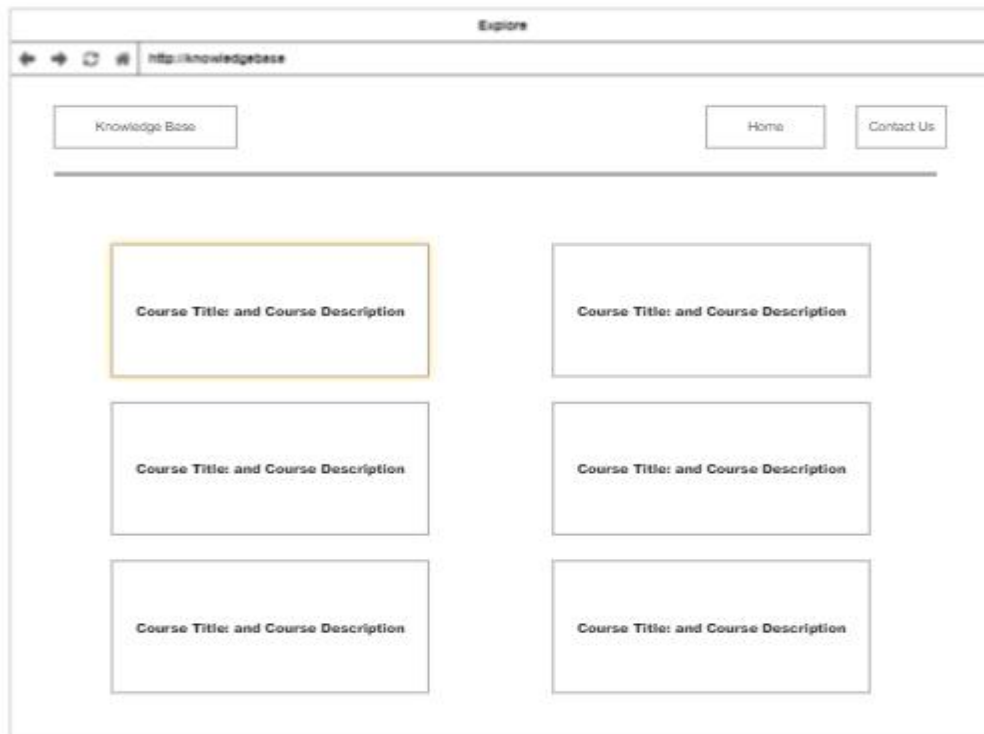 Explore
http://knowledgebase
Knowledge Base
Home
Contact Us
Course Title: and Course Description
Course Title: and Course Description
Course Title: and Course Description
Course Title: and Course Description
Course Title: and Course Description
Course Title: and Course Description